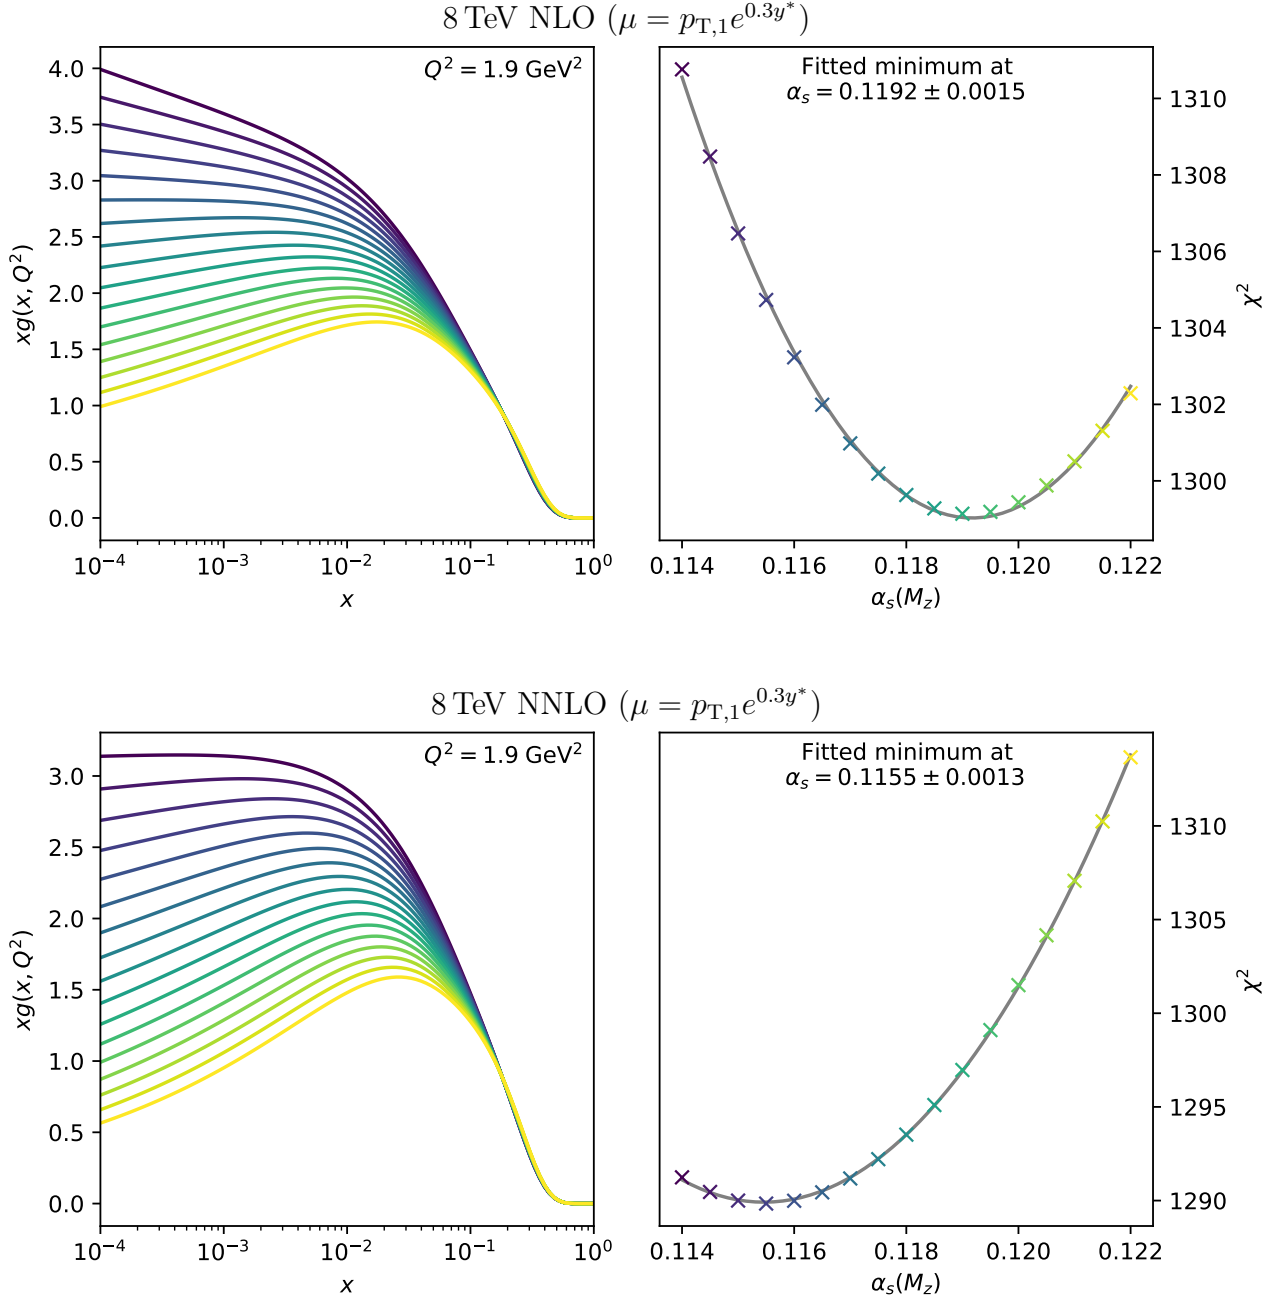 8 TeV NLO (μ = p_{T,1}e^{0.3y*})
Q² = 1.9 GeV²
4.0
3.5
3.0
2.5
2.0
1.5
1.0
0.5
0.0
xg(x, Q²)
10⁻⁴ 10⁻³ 10⁻² 10⁻¹ 10⁰
x
Fitted minimum at
α_s = 0.1192 ± 0.0015
1310
1308
1306
1304
1302
1300
χ²
0.114 0.116 0.118 0.120 0.122
α_s(M_z)
8 TeV NNLO (μ = p_{T,1}e^{0.3y*})
Q² = 1.9 GeV²
3.0
2.5
2.0
1.5
1.0
0.5
0.0
xg(x, Q²)
10⁻⁴ 10⁻³ 10⁻² 10⁻¹ 10⁰
x
Fitted minimum at
α_s = 0.1155 ± 0.0013
1310
1305
1300
1295
1290
χ²
0.114 0.116 0.118 0.120 0.122
α_s(M_z)